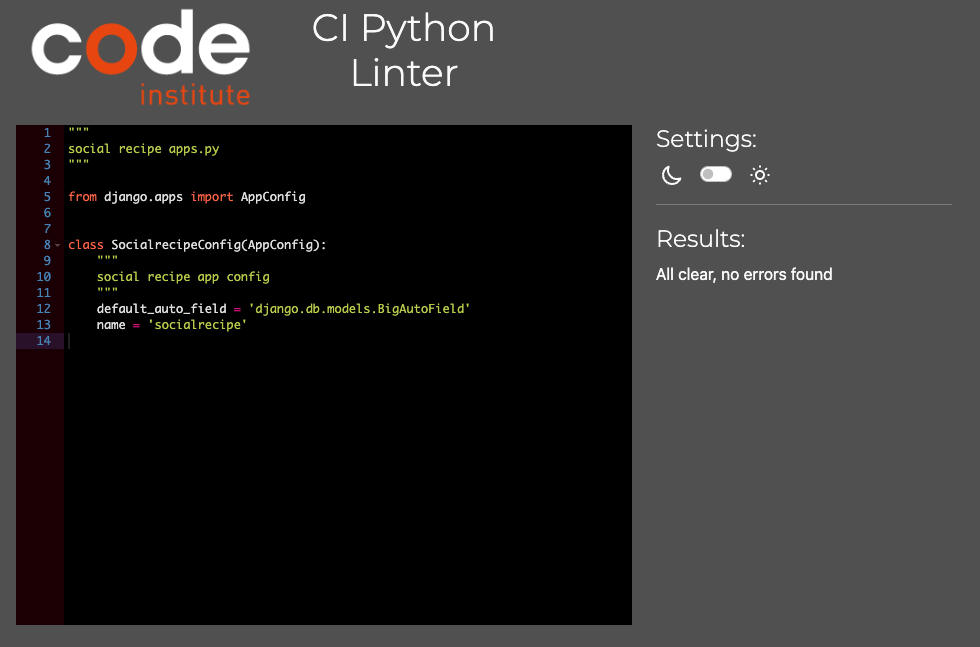 code
institute
CI Python
Linter
1 """
2 social recipe apps.py
3 """
4
5 from django.apps import AppConfig
6
7
8 class SocialrecipeConfig(AppConfig):
9     """
10     social recipe app config
11     """
12     default_auto_field = 'django.db.models.BigAutoField'
13     name = 'socialrecipe'
14
Settings:
Results:
All clear, no errors found